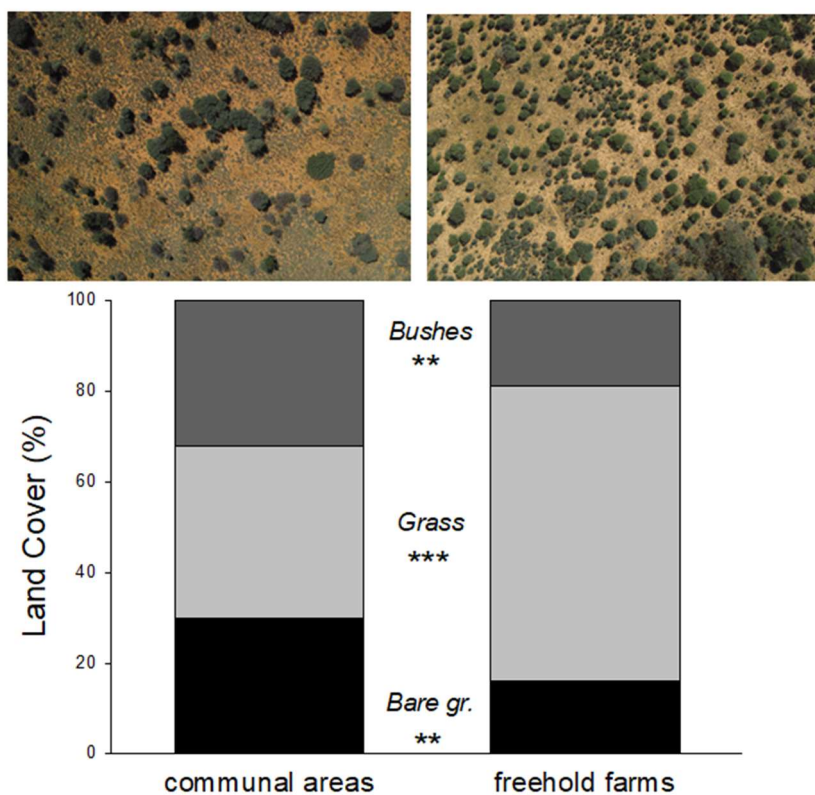 100
80
60
40
20
0
Land Cover (%)
Bushes
**
Grass
***
Bare gr.
**
communal areas
freehold farms